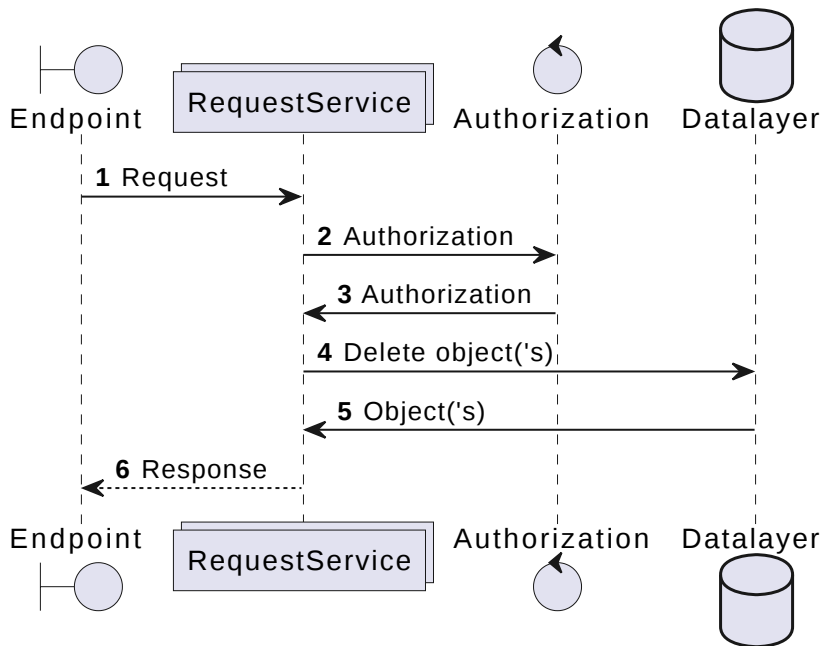 Endpoint
RequestService
Authorization
Datalayer
1 Request
2 Authorization
3 Authorization
4 Delete object('s)
5 Object('s)
6 Response
Endpoint
RequestService
Authorization
Datalayer